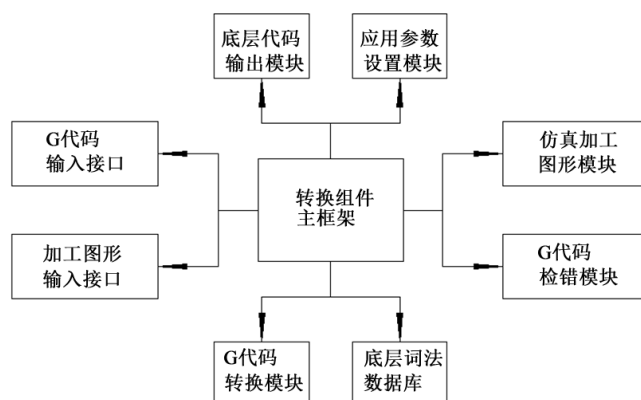 底层代码
输出模块
应用参数
设置模块
G代码
输入接口
转换组件
主框架
仿真加工
图形模块
加工图形
输入接口
G代码
检错模块
G代码
转换模块
底层词法
数据库